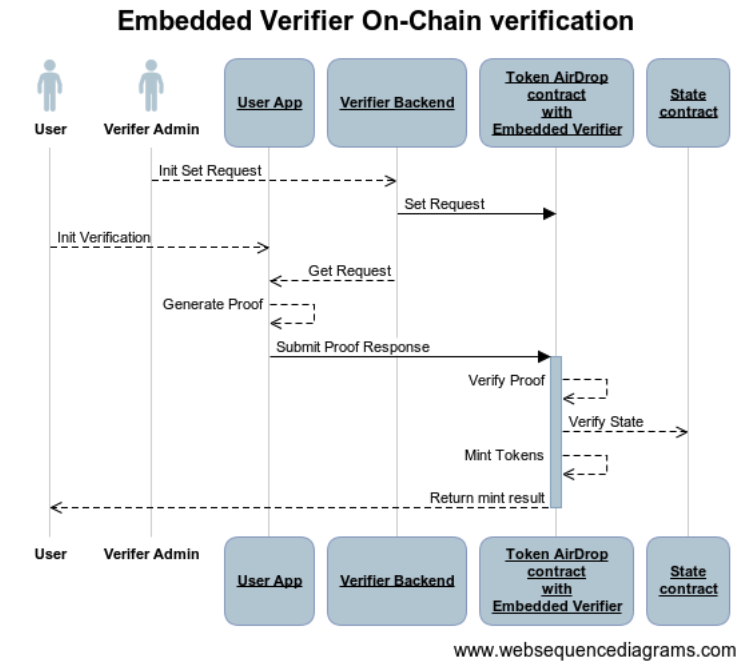 Embedded Verifier On-Chain verification
User
Verifer Admin
User App
Verifier Backend
Token AirDrop
contract
with
Embedded Verifier
State
contract
Init Set Request
Set Request
Init Verification
Get Request
Generate Proof
Submit Proof Response
Verify Proof
Verify State
Mint Tokens
Return mint result
User
Verifer Admin
User App
Verifier Backend
Token AirDrop
contract
with
Embedded Verifier
State
contract
www.websequencediagrams.com